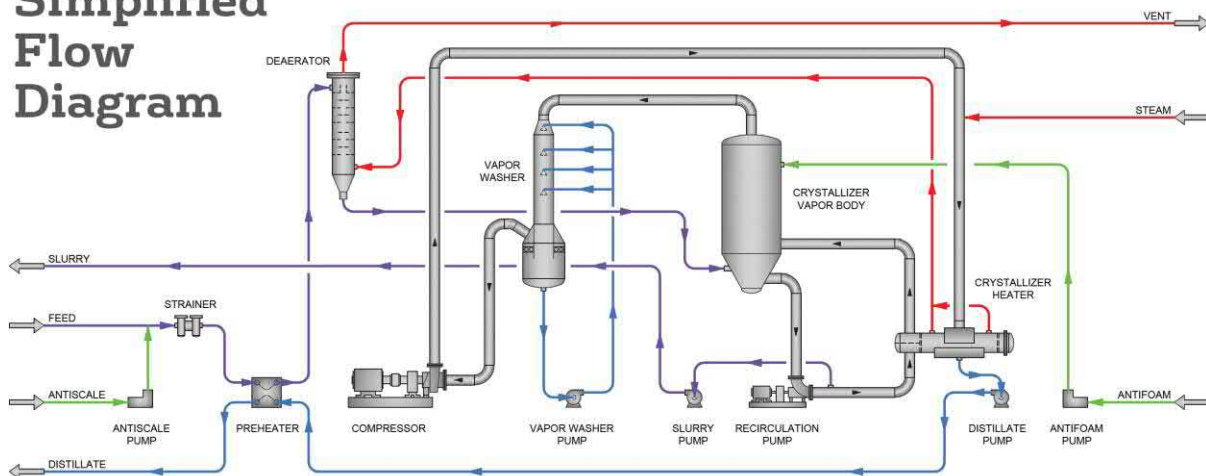 Simplified
Flow
Diagram
VENT
DEAERATOR
STEAM
VAPOR
WASHER
CRYSTALLIZER
VAPOR BODY
SLURRY
CRYSTALLIZER
HEATER
STRAINER
FEED
ANTISCALE
ANTIFOAM
ANTISCALE
PUMP
PREHEATER
COMPRESSOR
VAPOR WASHER
PUMP
SLURRY
PUMP
RECIRCULATION
PUMP
DISTILLATE
PUMP
ANTIFOAM
PUMP
DISTILLATE